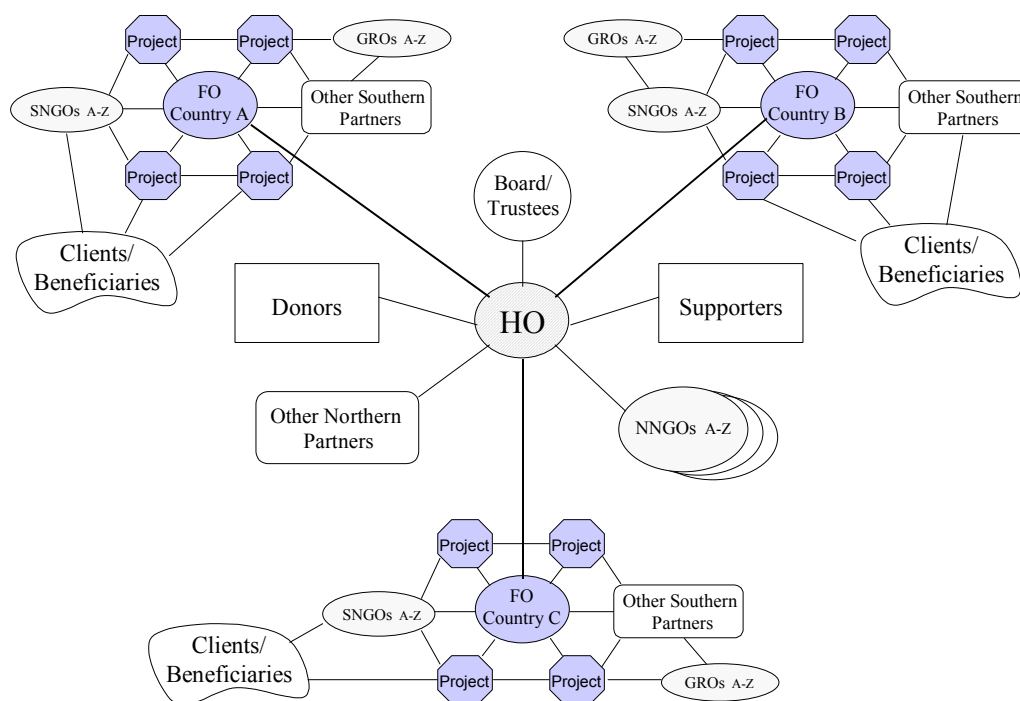 Project
Project
GROs A-Z
FO
Country A
SNGOs A-Z
Other Southern
Partners
Project
Project
Clients/
Beneficiaries
GROs A-Z
Project
Project
SNGOs A-Z
FO
Country B
Other Southern
Partners
Project
Project
Clients/
Beneficiaries
Board/
Trustees
Donors
HO
Supporters
Other Northern
Partners
NNGOs A-Z
Project
Project
SNGOs A-Z
FO
Country C
Other Southern
Partners
Clients/
Beneficiaries
Project
Project
GROs A-Z